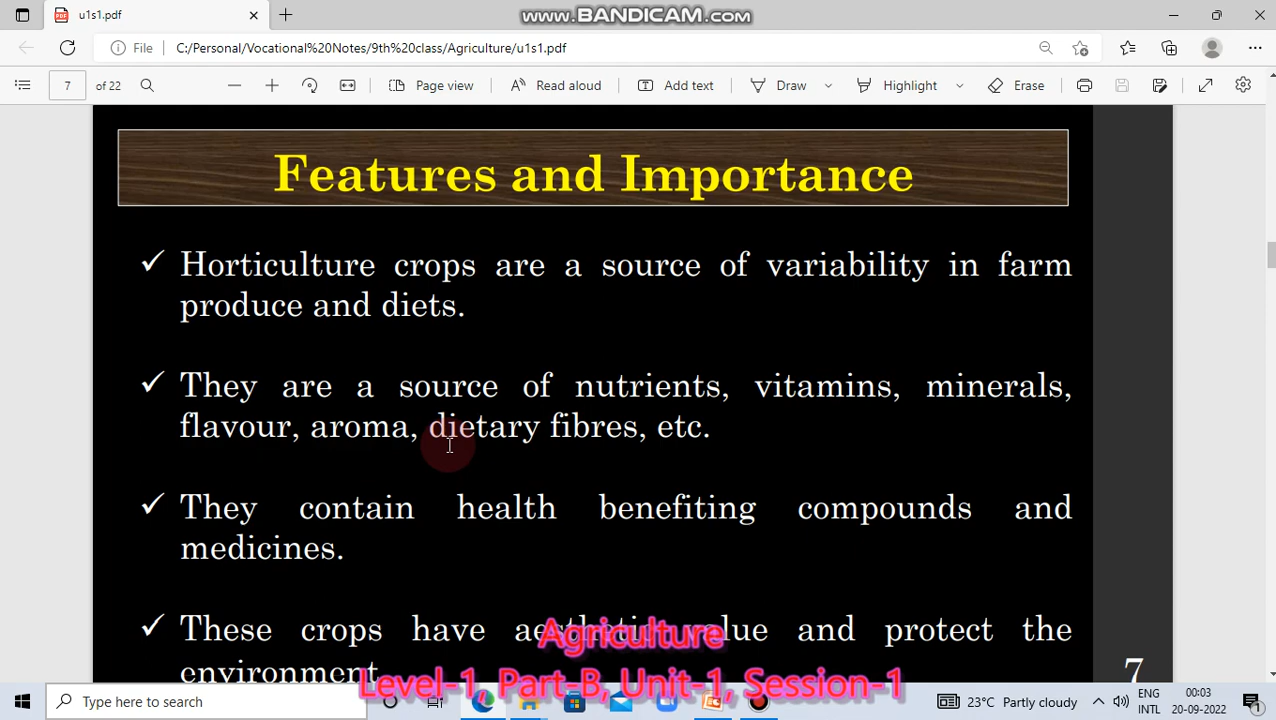 u1s1.pdf
www.BANDICAM.com
File C:/Personal/Vocational%20Notes/9th%20class/Agriculture/u1s1.pdf
7 of 22 Page view Read aloud Add text Draw Highlight Erase
Features and Importance
✓ Horticulture crops are a source of variability in farm
produce and diets.
✓ They are a source of nutrients, vitamins, minerals,
flavour, aroma, dietary fibres, etc.
✓ They contain health benefiting compounds and
medicines.
✓ These crops have aesthetic value and protect the
environment.
7
Agriculture
Level-1, Part-B, Unit-1, Session-1
Type here to search
23°C Partly cloudy
ENG
INTL
00:03
20-09-2022
1